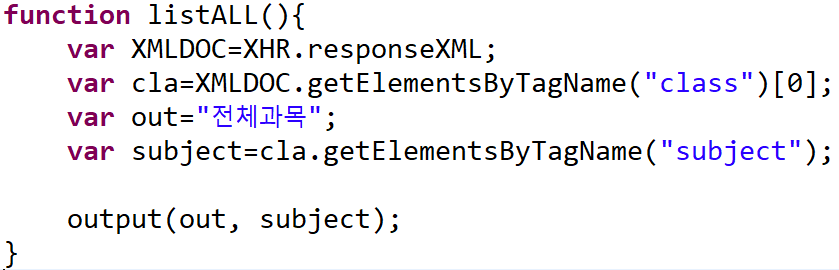 function listALL(){
    var XMLDOC=XHR.responseXML;
    var cla=XMLDOC.getElementsByTagName("class")[0];
    var out="전체과목";
    var subject=cla.getElementsByTagName("subject");

    output(out, subject);
}